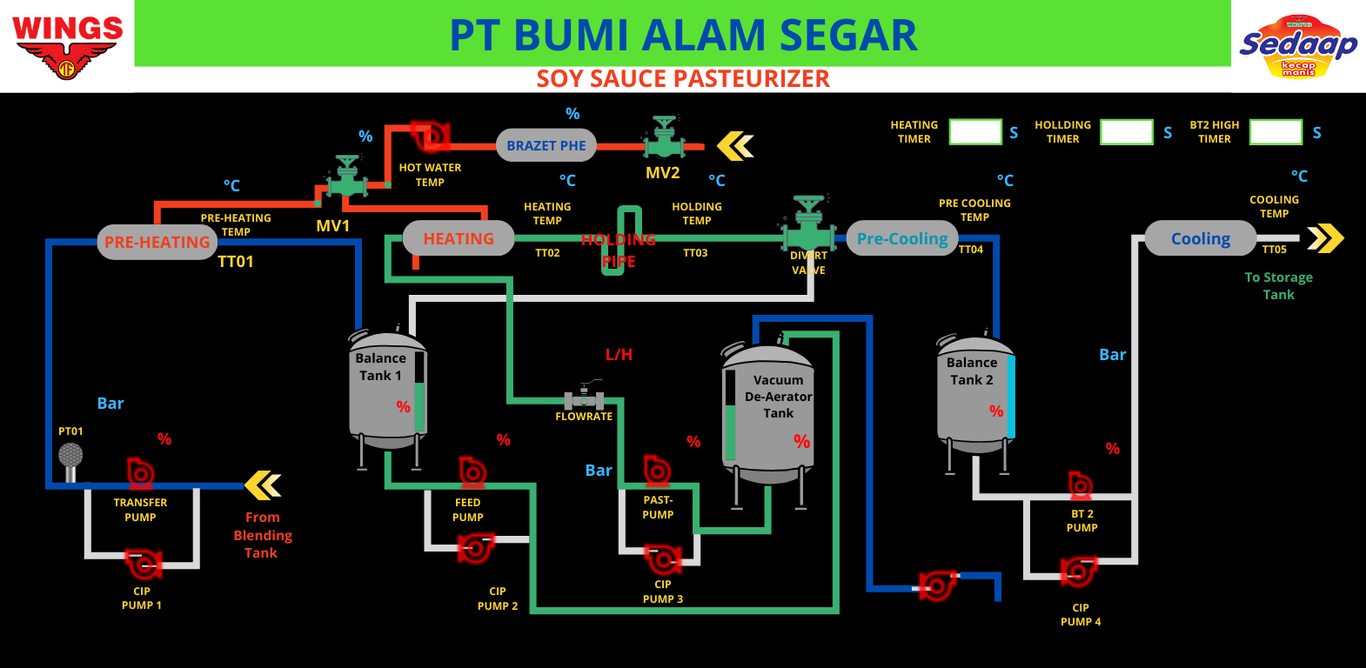 WINGS
PT BUMI ALAM SEGAR
SOY SAUCE PASTEURIZER
Sedaap
kecap
manis
%
%
HEATING
TIMER
S
HOLLDING
TIMER
S
BT2 HIGH
TIMER
S
BRAZET PHE
HOT WATER
TEMP
MV2
°C
°C
°C
°C
°C
PRE-HEATING
TEMP
MV1
HEATING
TEMP
HOLDING
TEMP
PRE COOLING
TEMP
COOLING
TEMP
PRE-HEATING
TT01
HEATING
TT02
HOLDING
PIPE
TT03
DIVERT
VALVE
Pre-Cooling
TT04
Cooling
TT05
To Storage
Tank
Balance
Tank 1
%
L/H
FLOWRATE
Vacuum
De-Aerator
Tank
%
Balance
Tank 2
%
Bar
Bar
PT01
%
%
%
Bar
%
TRANSFER
PUMP
From
Blending
Tank
FEED
PUMP
PAST-
PUMP
BT 2
PUMP
CIP
PUMP 1
CIP
PUMP 2
CIP
PUMP 3
CIP
PUMP 4